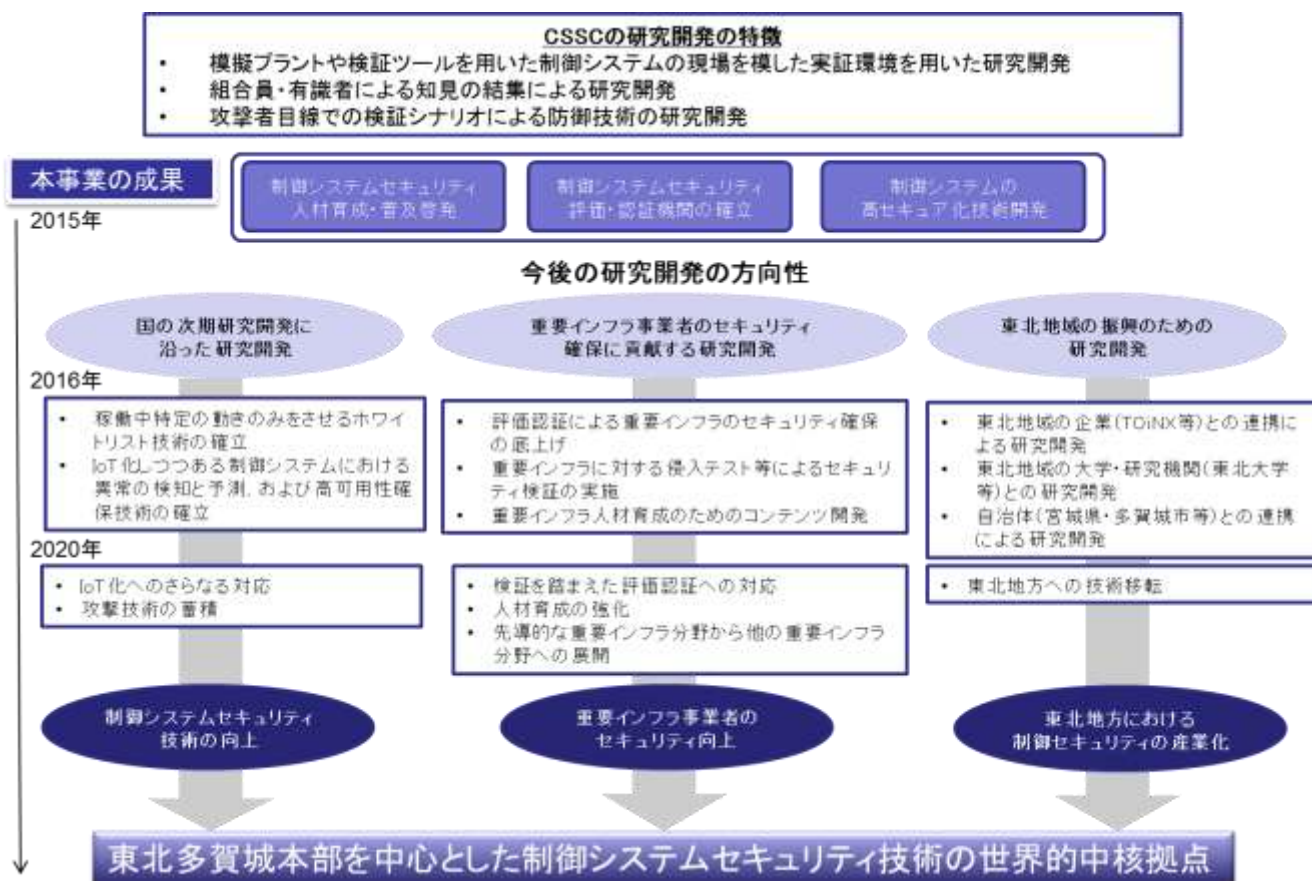 CSSCの研究開発の特徴
• 模擬プラントや検証ツールを用いた制御システムの現場を模した実証環境を用いた研究開発
• 組合員・有識者による知見の結集による研究開発
• 攻撃者目線での検証シナリオによる防御技術の研究開発
本事業の成果
2015年
制御システムセキュリティ
人材育成・普及啓発
制御システムセキュリティ
評価・認証機関の確立
制御システムの
高セキュア化技術開発
今後の研究開発の方向性
国の次期研究開発に
沿った研究開発
重要インフラ事業者のセキュリティ
確保に貢献する研究開発
東北地域の振興のための
研究開発
2016年
• 稼働中特定の動きのみをさせるホワイ
トリスト技術の確立
• IoT化しつつある制御システムにおける
異常の検知と予測、および高可用性確
保技術の確立
• 評価認証による重要インフラのセキュリティ確保
の底上げ
• 重要インフラに対する侵入テスト等によるセキュリ
ティ検証の実施
• 重要インフラ人材育成のためのコンテンツ開発
• 東北地域の企業(TOiNX等)との連携に
よる研究開発
• 東北地域の大学・研究機関(東北大学
等)との研究開発
• 自治体(宮城県・多賀城市等)との連携
による研究開発
2020年
• IoT化へのさらなる対応
• 攻撃技術の蓄積
• 検証を踏まえた評価認証への対応
• 人材育成の強化
• 先導的な重要インフラ分野から他の重要インフラ
分野への展開
• 東北地方への技術移転
制御システムセキュリティ
技術の向上
重要インフラ事業者の
セキュリティ向上
東北地方における
制御セキュリティの産業化
東北多賀城本部を中心とした制御システムセキュリティ技術の世界的中核拠点